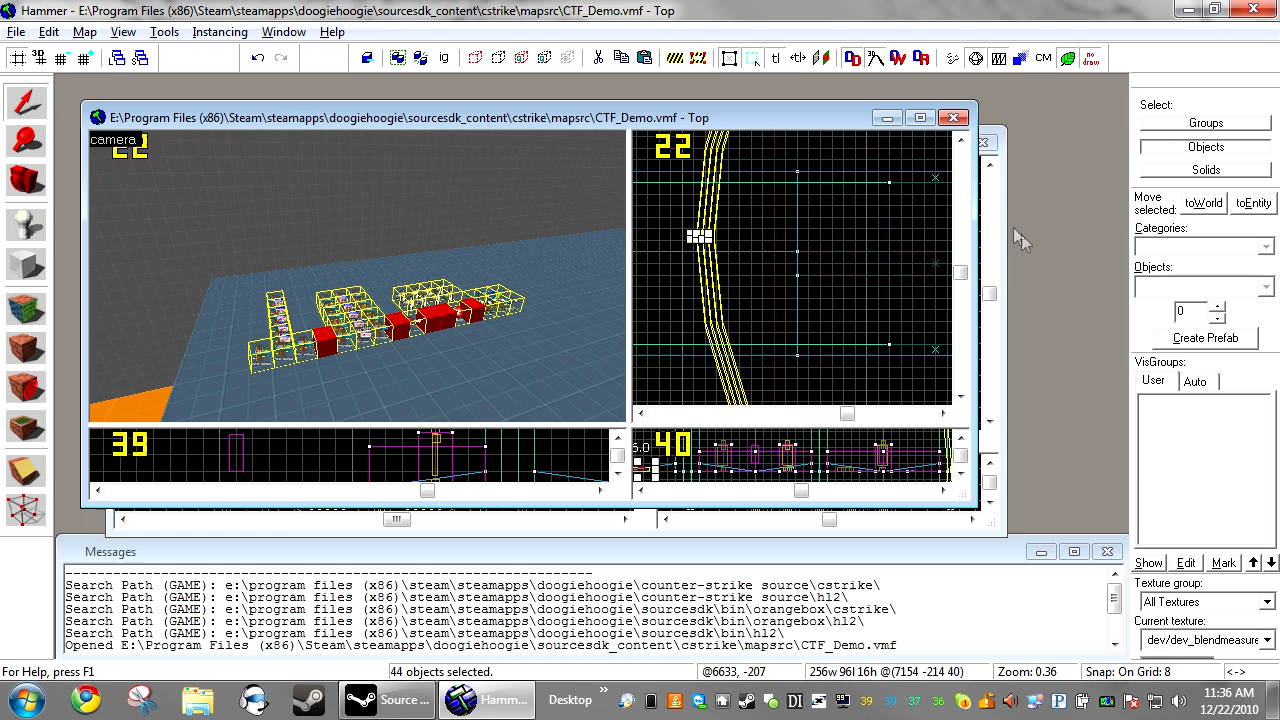 Hammer - E:\Program Files (x86)\Steam\steamapps\doogiehoogie\sourcesdk_content\cstrike\mapsrc\CTF_Demo.vmf - Top
File Edit Map View Tools Instancing Window Help
E:\Program Files (x86)\Steam\steamapps\doogiehoogie\sourcesdk_content\cstrike\mapsrc\CTF_Demo.vmf - Top
camera
22
22
39
40
Select:
Groups
Objects
Solids
Move selected: toWorld toEntity
Categories:
Objects:
0
Create Prefab
VisGroups:
User Auto
Show Edit Mark
Texture group:
All Textures
Current texture:
dev/dev_blendmeasure
Messages
Search Path (GAME): e:\program files (x86)\steam\steamapps\doogiehoogie\counter-strike source\cstrike\
Search Path (GAME): e:\program files (x86)\steam\steamapps\doogiehoogie\counter-strike source\hl2\
Search Path (GAME): e:\program files (x86)\steam\steamapps\doogiehoogie\sourcesdk\bin\orangebox\cstrike\
Search Path (GAME): e:\program files (x86)\steam\steamapps\doogiehoogie\sourcesdk\bin\orangebox\hl2\
Search Path (GAME): e:\program files (x86)\steam\steamapps\doogiehoogie\sourcesdk\bin\hl2\
Opened E:\Program Files (x86)\Steam\steamapps\doogiehoogie\sourcesdk_content\cstrike\mapsrc\CTF_Demo.vmf
For Help, press F1
44 objects selected.
@6633, -207
256w 96l 16h @(7154 -214 40)
Zoom: 0.36
Snap: On Grid: 8
<->
Source ...
Hamm...
Desktop
39 39 37 36
11:36 AM
12/22/2010